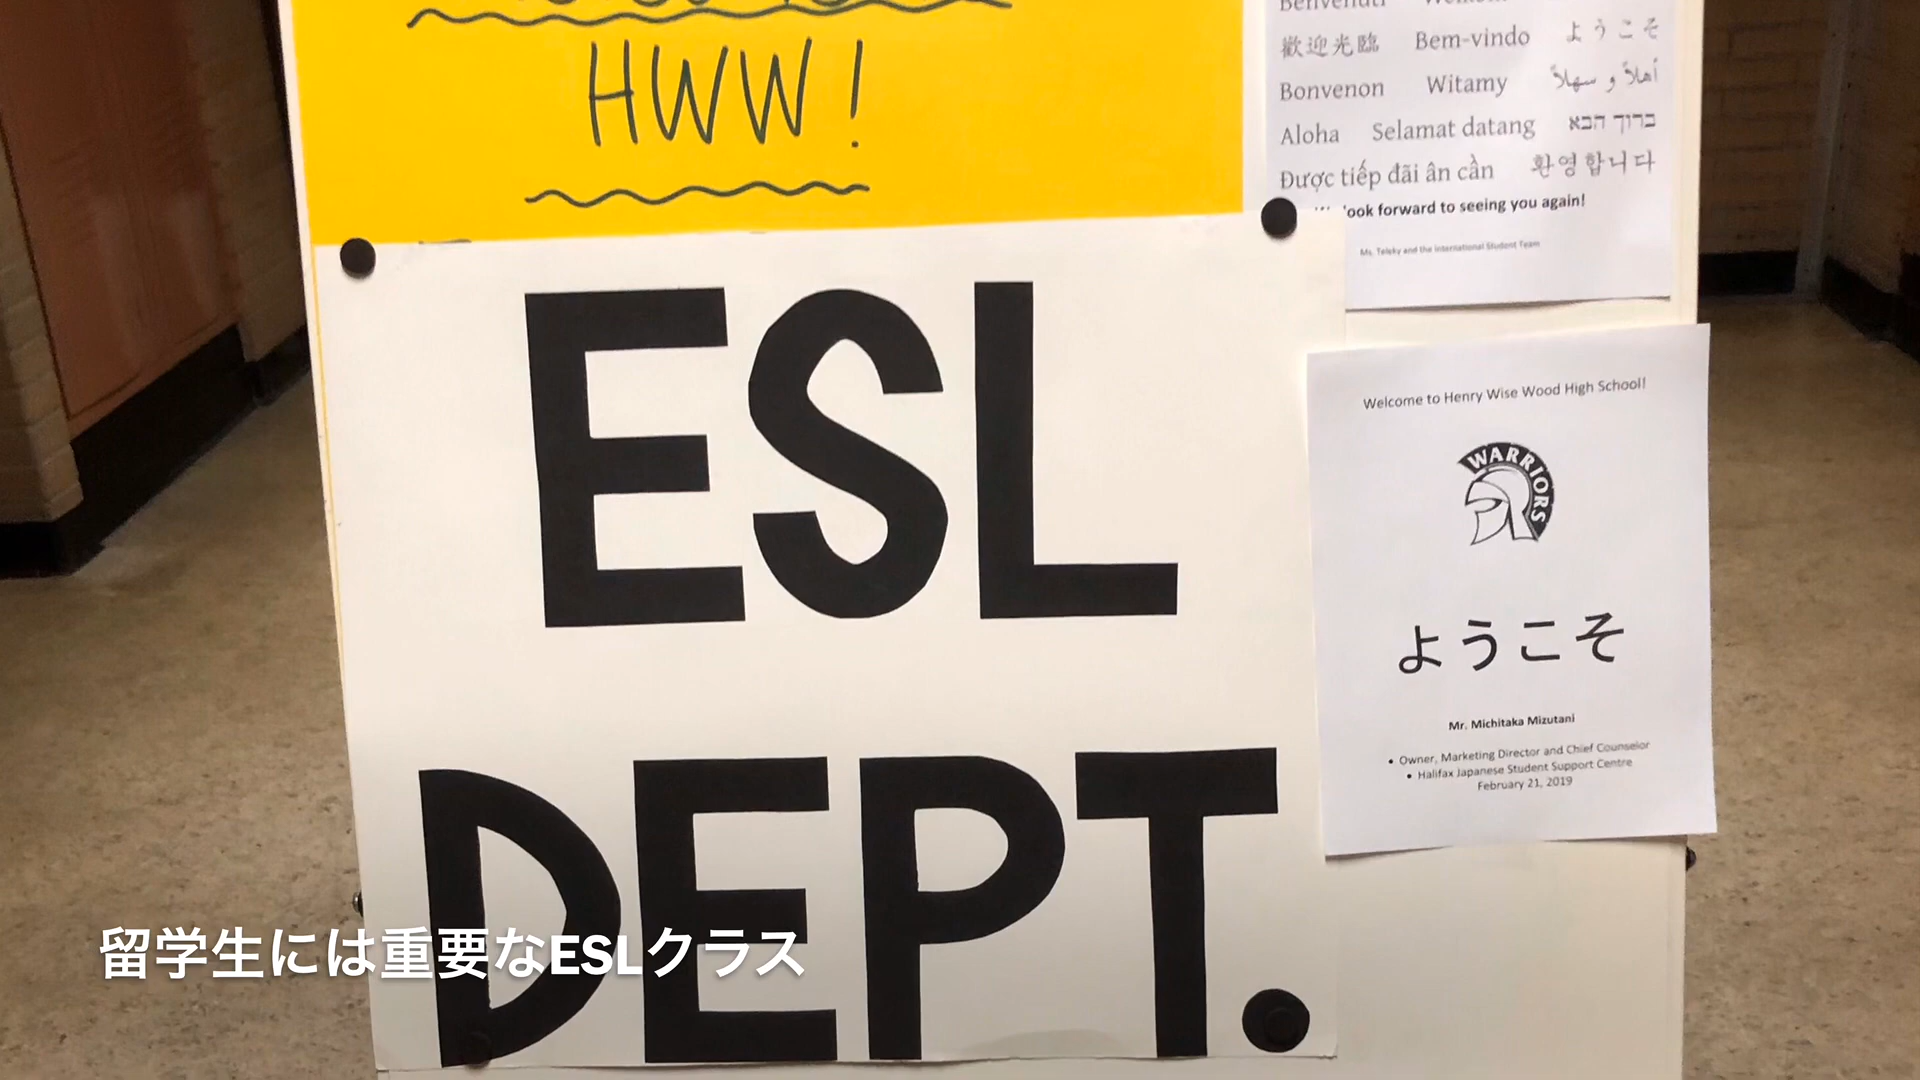 HWW!
Benvenuti
歡迎光臨 Bem-vindo ようこそ
Bonvenon Witamy أهلاً و سهلاً
Aloha Selamat datang ברוך הבא
Được tiếp đãi ân cần 환영합니다
look forward to seeing you again!
Ms. Teleky and the International Student Team
ESL
DEPT.
Welcome to Henry Wise Wood High School!
WARRIORS
ようこそ
Mr. Michitaka Mizutani
• Owner, Marketing Director and Chief Counselor
• Halifax Japanese Student Support Centre
February 21, 2019
留学生には重要なESLクラス